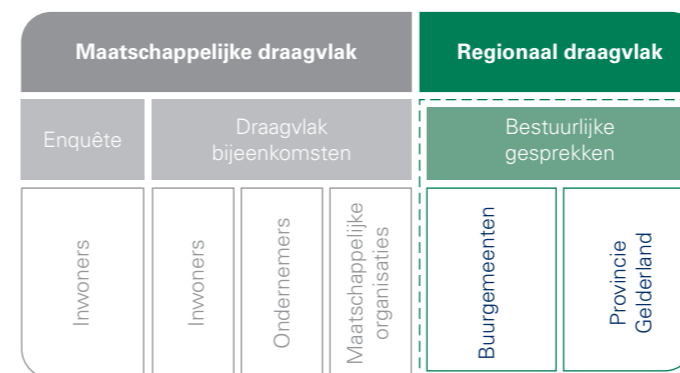 Maatschappelijke draagvlak
Regionaal draagvlak
Enquête
Draagvlak
bijeenkomsten
Bestuurlijke
gesprekken
Inwoners
Inwoners
Ondernemers
Maatschappelijke
organisaties
Buurgemeenten
Provincie
Gelderland